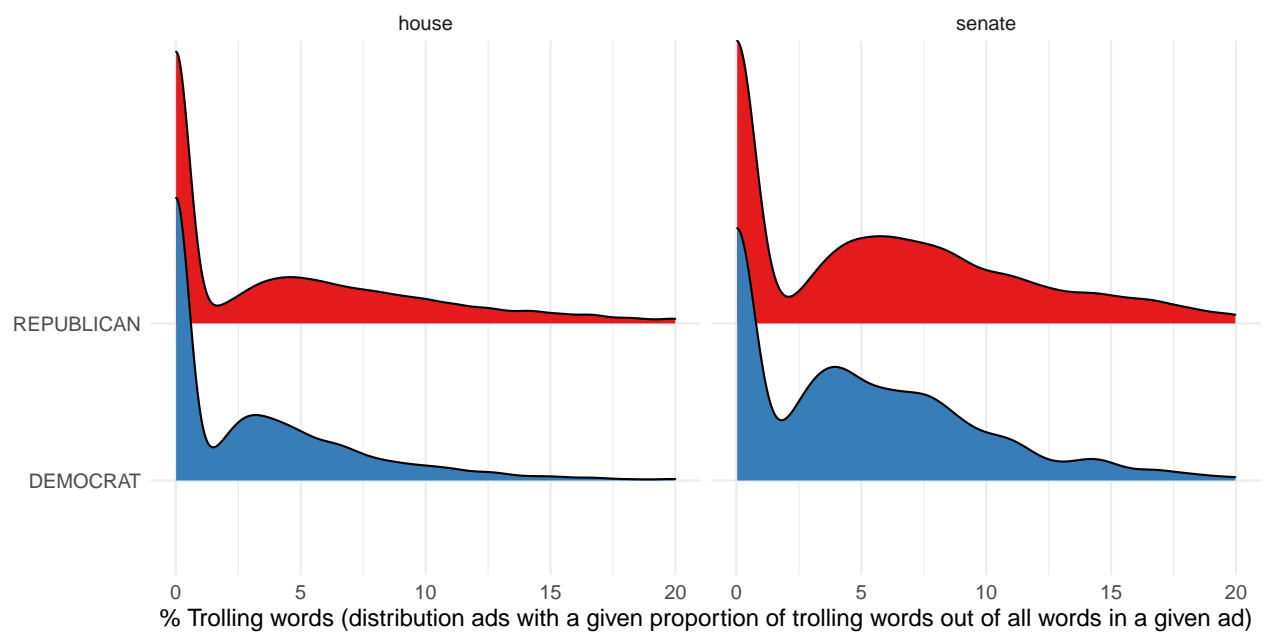 house senate
REPUBLICAN
DEMOCRAT
0 5 10 15 20 0 5 10 15 20
% Trolling words (distribution ads with a given proportion of trolling words out of all words in a given ad)